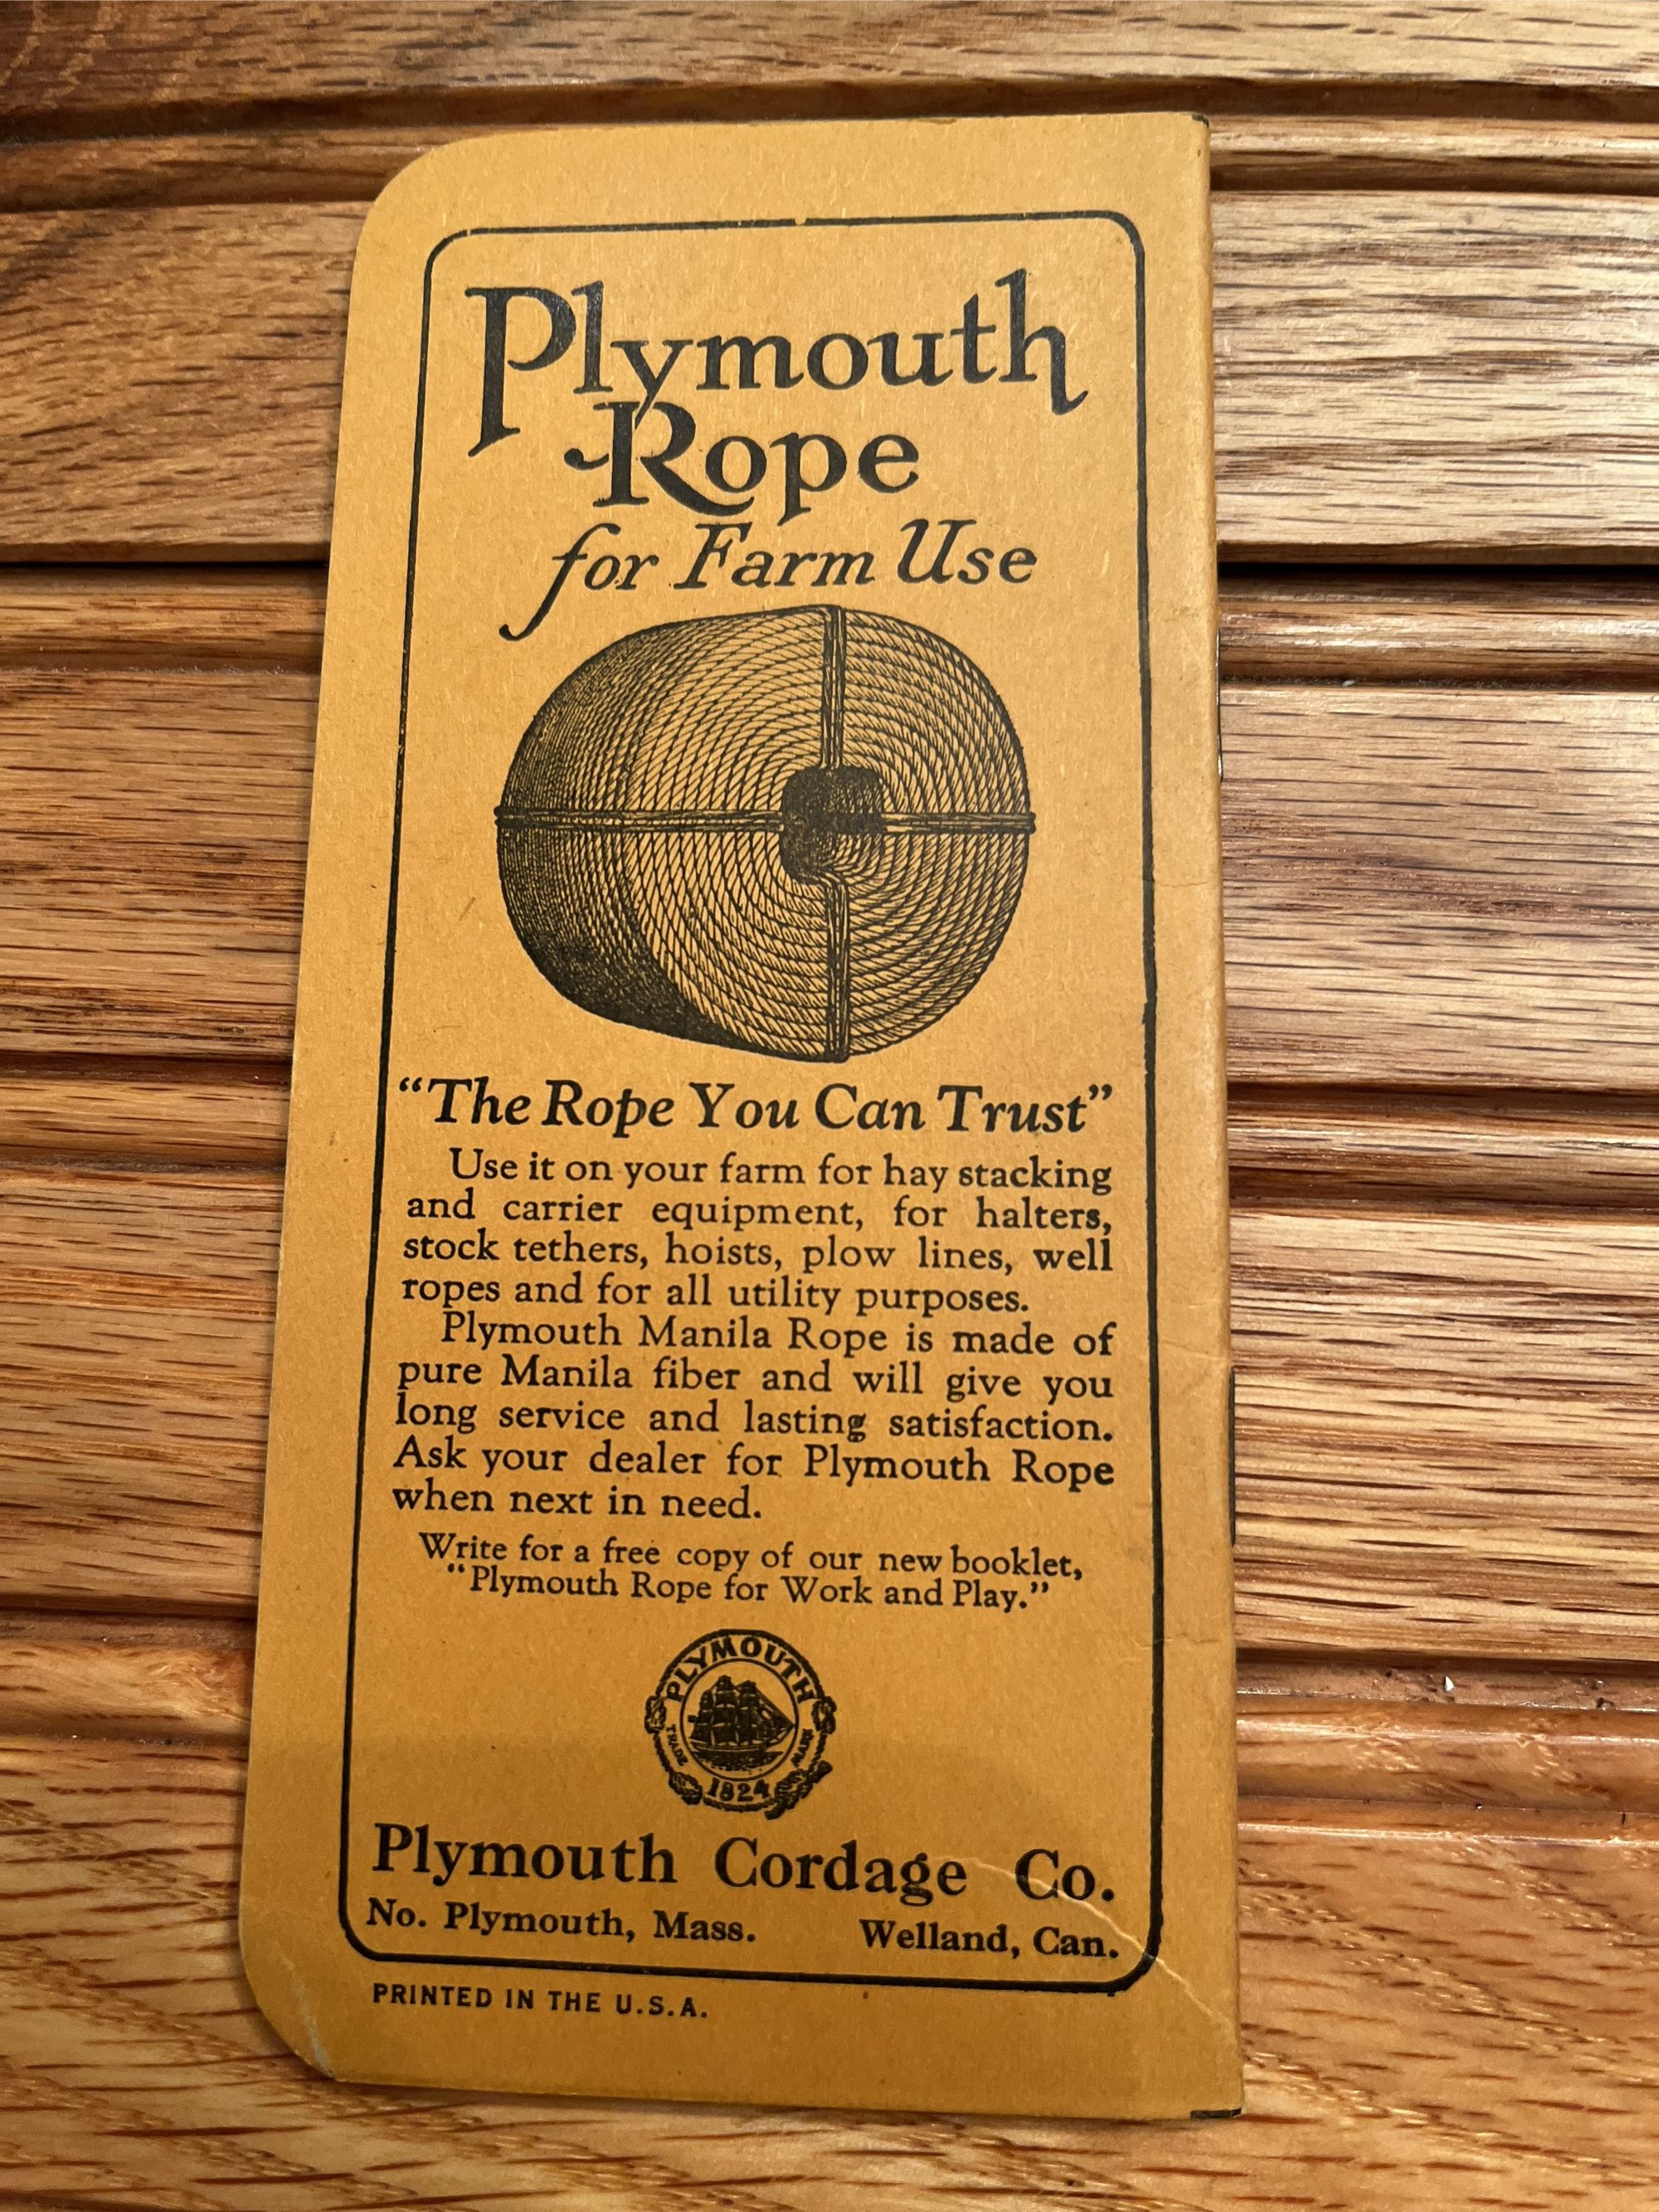 Plymouth
Rope
for Farm Use
“The Rope You Can Trust”
Use it on your farm for hay stacking
and carrier equipment, for halters,
stock tethers, hoists, plow lines, well
ropes and for all utility purposes.
Plymouth Manila Rope is made of
pure Manila fiber and will give you
long service and lasting satisfaction.
Ask your dealer for Plymouth Rope
when next in need.
Write for a free copy of our new booklet,
“Plymouth Rope for Work and Play.”
PLYMOUTH
TRADE MARK
1824
Plymouth Cordage Co.
No. Plymouth, Mass. Welland, Can.
PRINTED IN THE U.S.A.